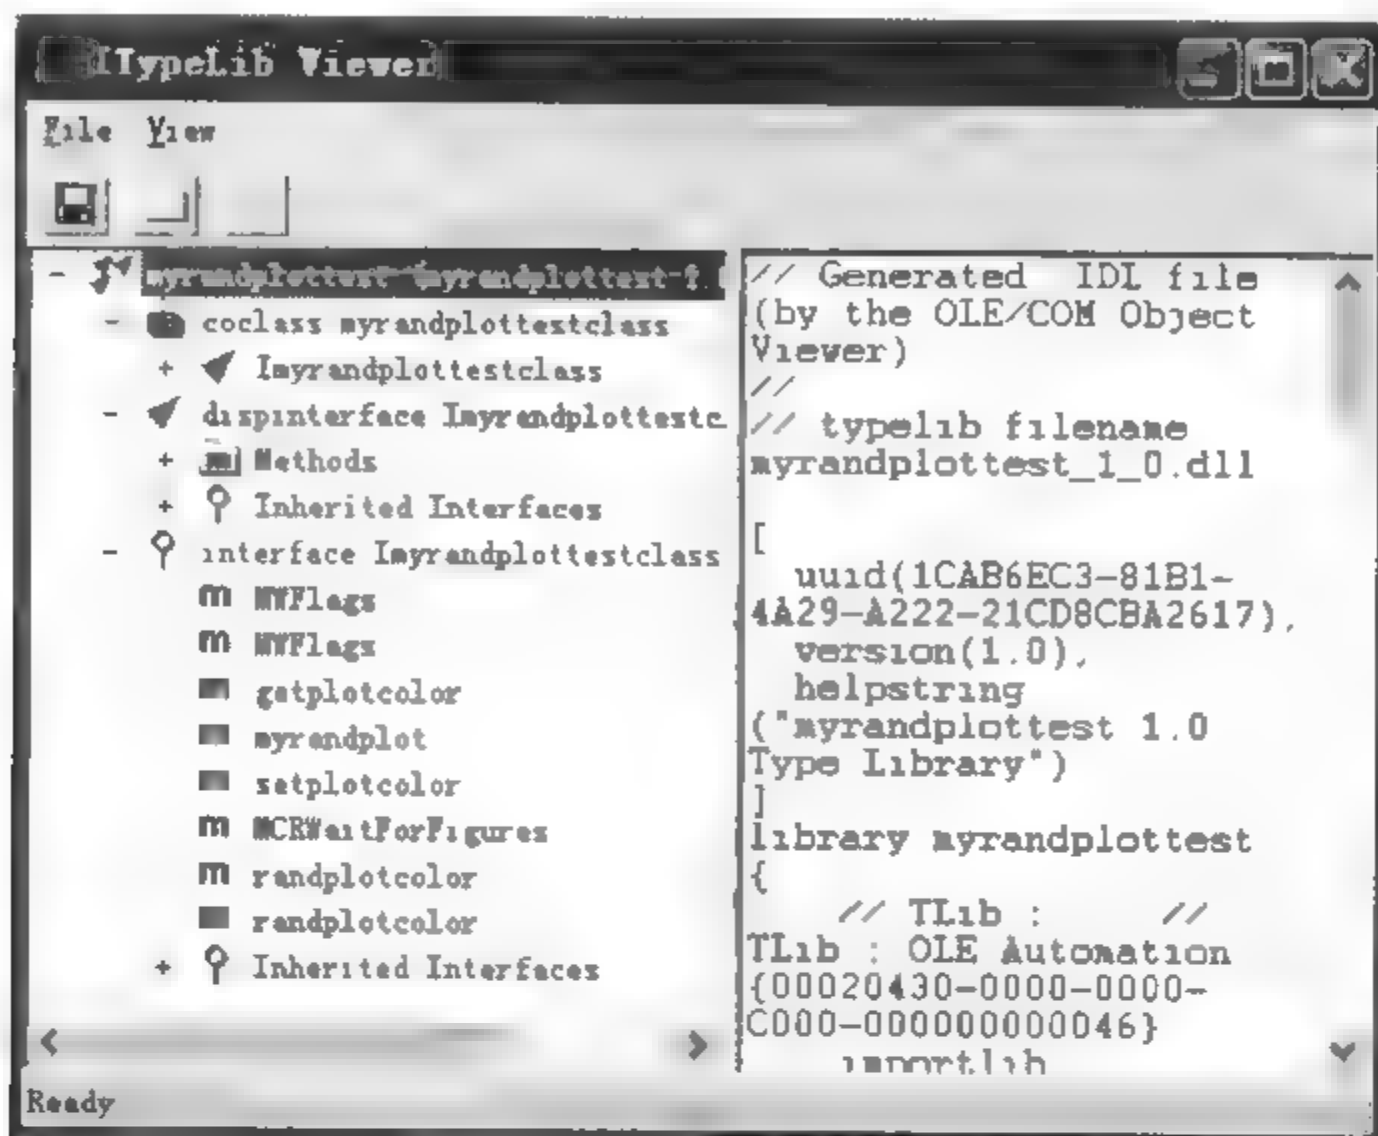 ITypeLib Viewer
File View
myrandplottest
coclass myrandplottestclass
Imyrandplottestclass
dispinterface Imyrandplottestc
Methods
Inherited Interfaces
interface Imyrandplottestclass
MWFlags
MWFlags
getplotcolor
myrandplot
setplotcolor
MCRWaitForFigures
randplotcolor
randplotcolor
Inherited Interfaces
// Generated IDL file
(by the OLE/COM Object
Viewer)
//
// typelib filename
myrandplottest_1_0.dll
[
uuid(1CAB6EC3-81B1-
4A29-A222-21CD8CBA2617),
version(1.0),
helpstring
("myrandplottest 1.0
Type Library")
]
library myrandplottest
{
// TLib : //
TLib : OLE Automation
{00020430-0000-0000-
C000-000000000046}
importlib
Ready